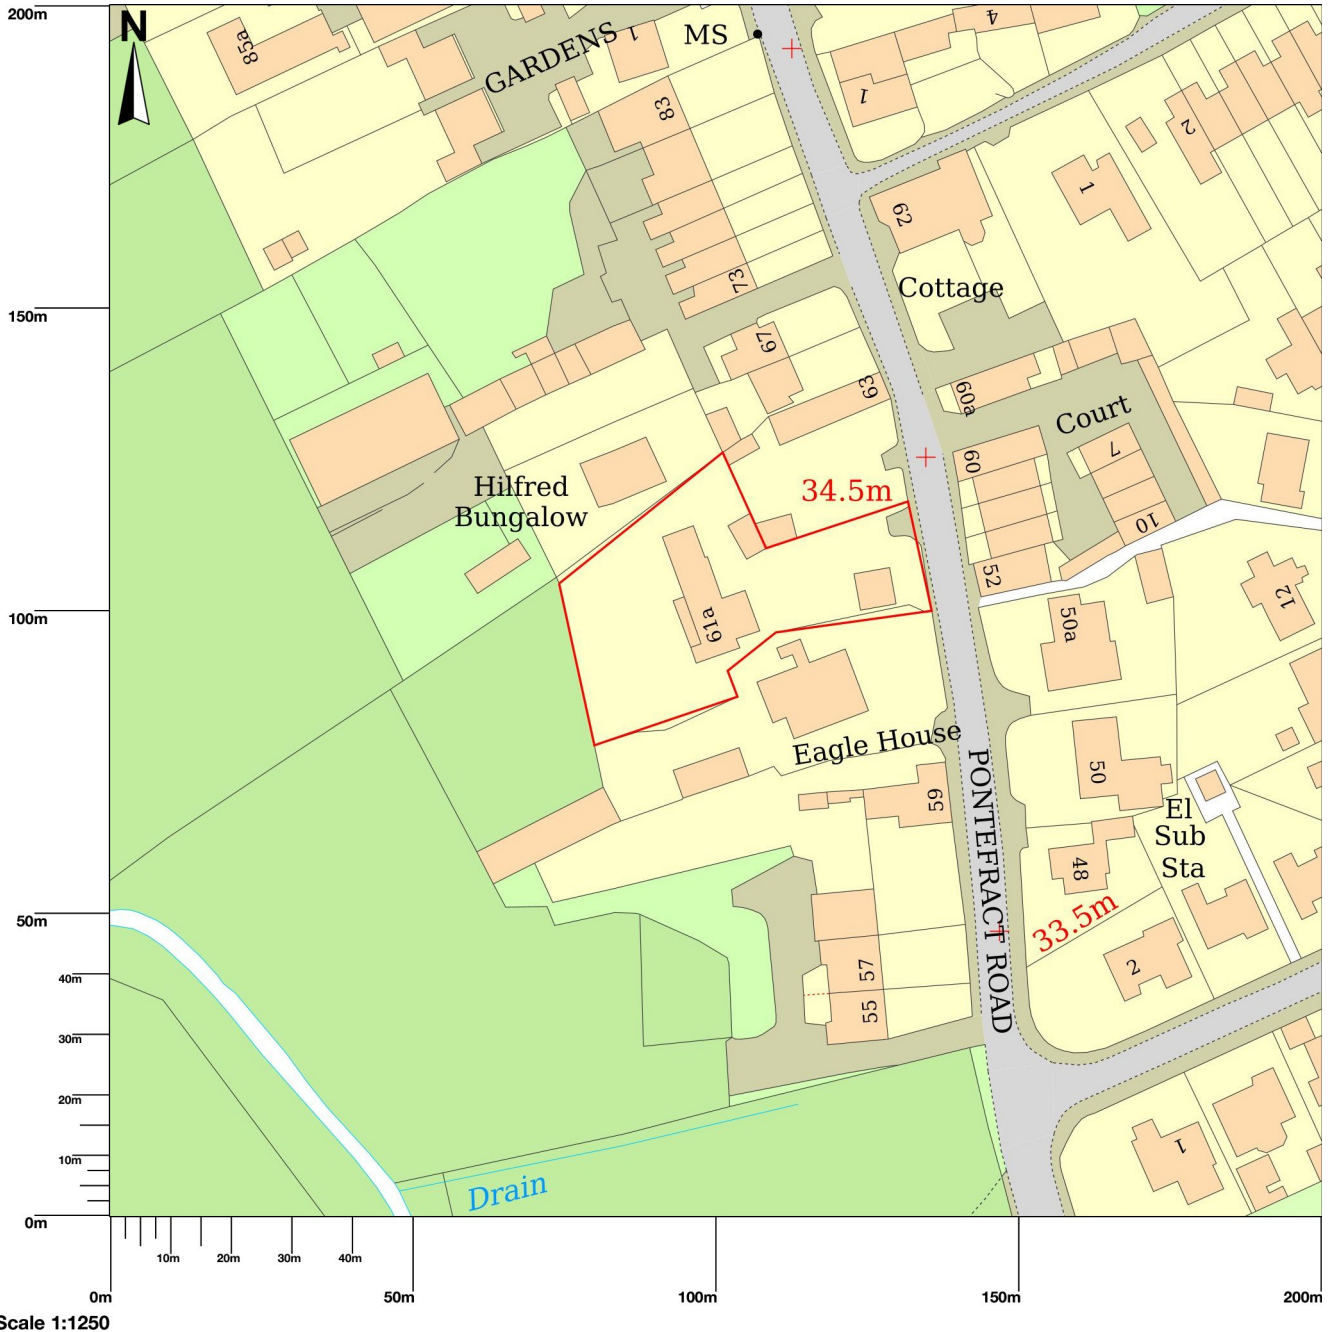 200m
N
85a
GARDENS
1
MS
4
83
1
2
1
62
73
Cottage
150m
67
63
60a
Court
7
60
34.5m
Hilfred
Bungalow
10
52
100m
61a
50a
12
Eagle House
PONTEFRACT ROAD
50
59
El
Sub
Sta
48
33.5m
50m
57
2
40m
55
30m
20m
10m
1
Drain
0m
10m
20m
30m
40m
0m
50m
100m
150m
200m
Scale 1:1250